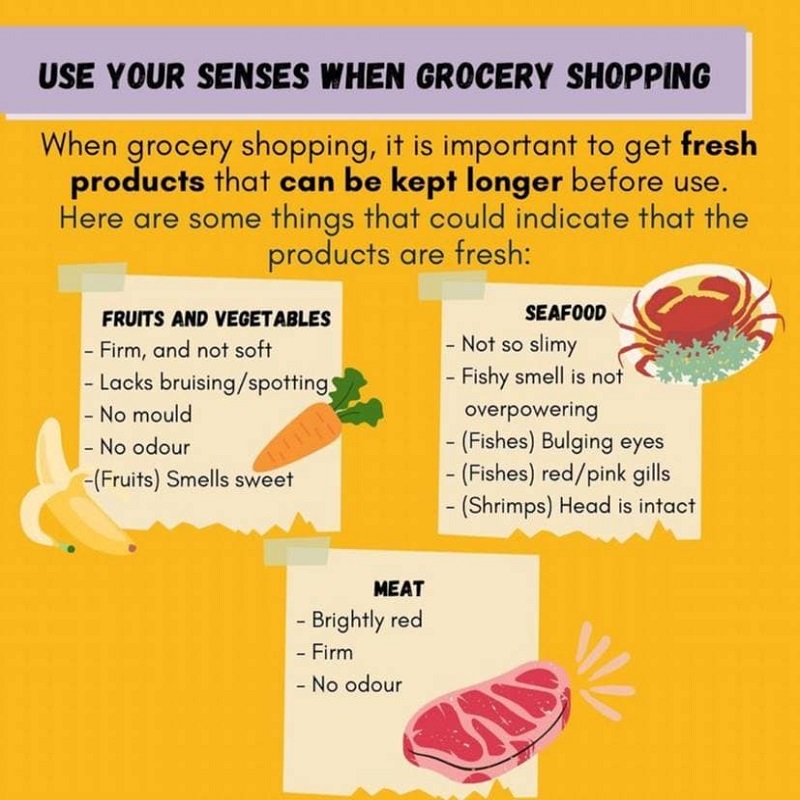 USE YOUR SENSES WHEN GROCERY SHOPPING
When grocery shopping, it is important to get fresh
products that can be kept longer before use.
Here are some things that could indicate that the
products are fresh:
FRUITS AND VEGETABLES
- Firm, and not soft
- Lacks bruising/spotting
- No mould
- No odour
-(Fruits) Smells sweet
SEAFOOD
- Not so slimy
- Fishy smell is not
overpowering
- (Fishes) Bulging eyes
- (Fishes) red/pink gills
- (Shrimps) Head is intact
MEAT
- Brightly red
- Firm
- No odour